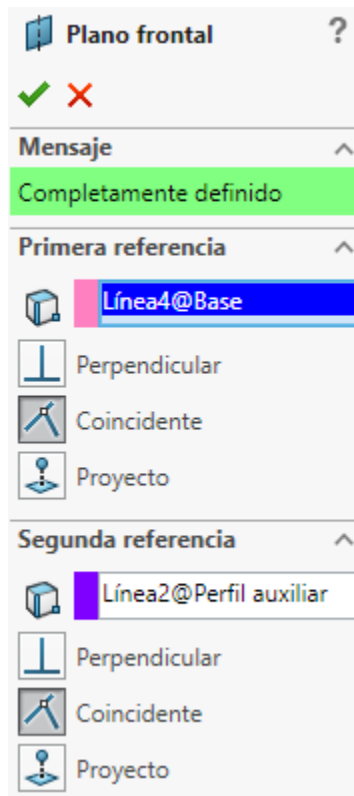 Plano frontal ?
Mensaje
Completamente definido
Primera referencia
Línea4@Base
Perpendicular
Coincidente
Proyecto
Segunda referencia
Línea2@Perfil auxiliar
Perpendicular
Coincidente
Proyecto